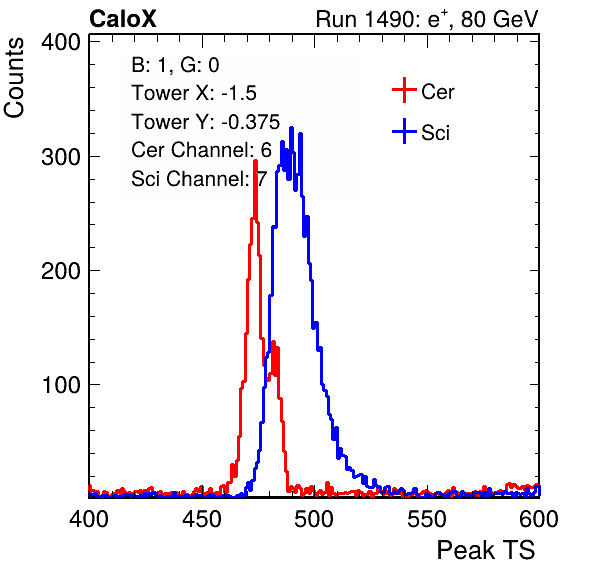 CaloX Run 1490: e⁺, 80 GeV
Counts
400
300
200
100
B: 1, G: 0
Tower X: -1.5
Tower Y: -0.375
Cer Channel: 6
Sci Channel: 7
Cer
Sci
400 450 500 550 600
Peak TS